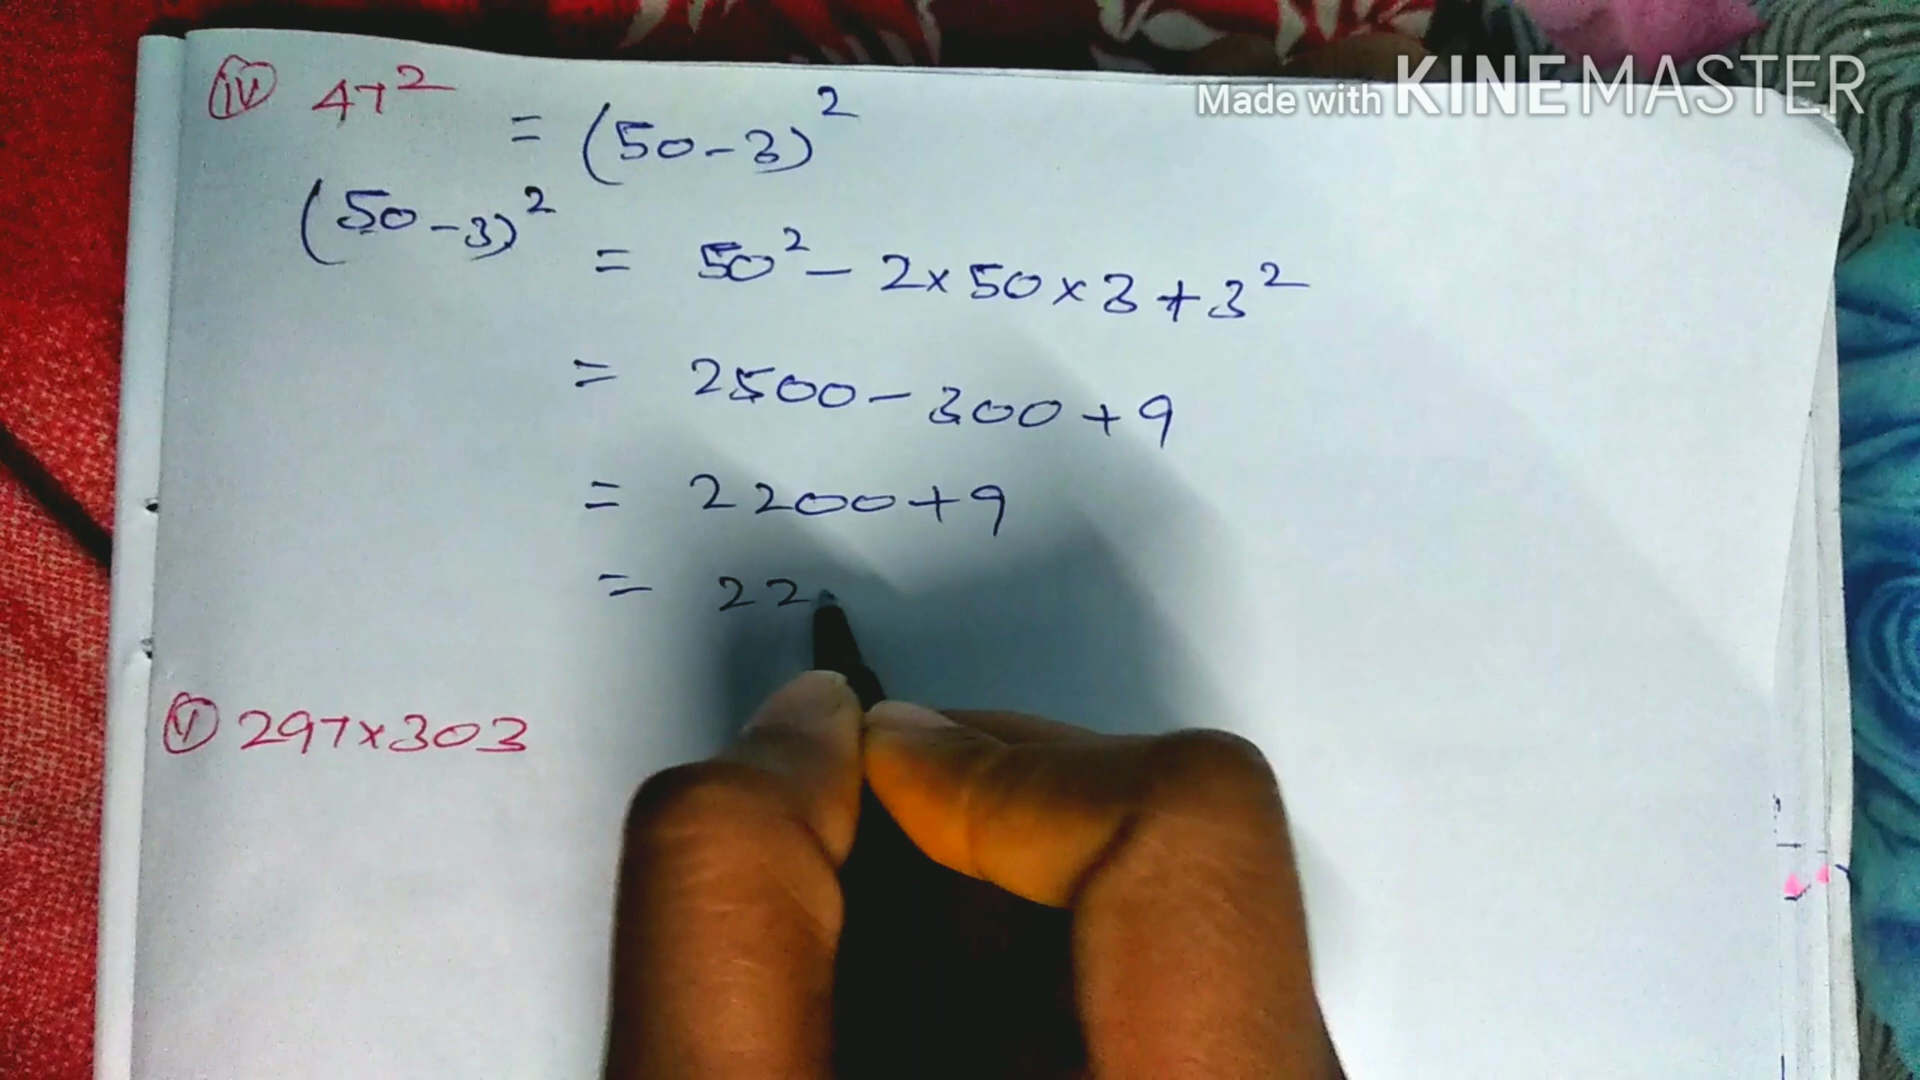 Made with KINEMASTER
(iv) 47² = (50-3)²
(50-3)² = 50² - 2×50×3+3²
= 2500-300+9
= 2200+9
= 22
(v) 297×303